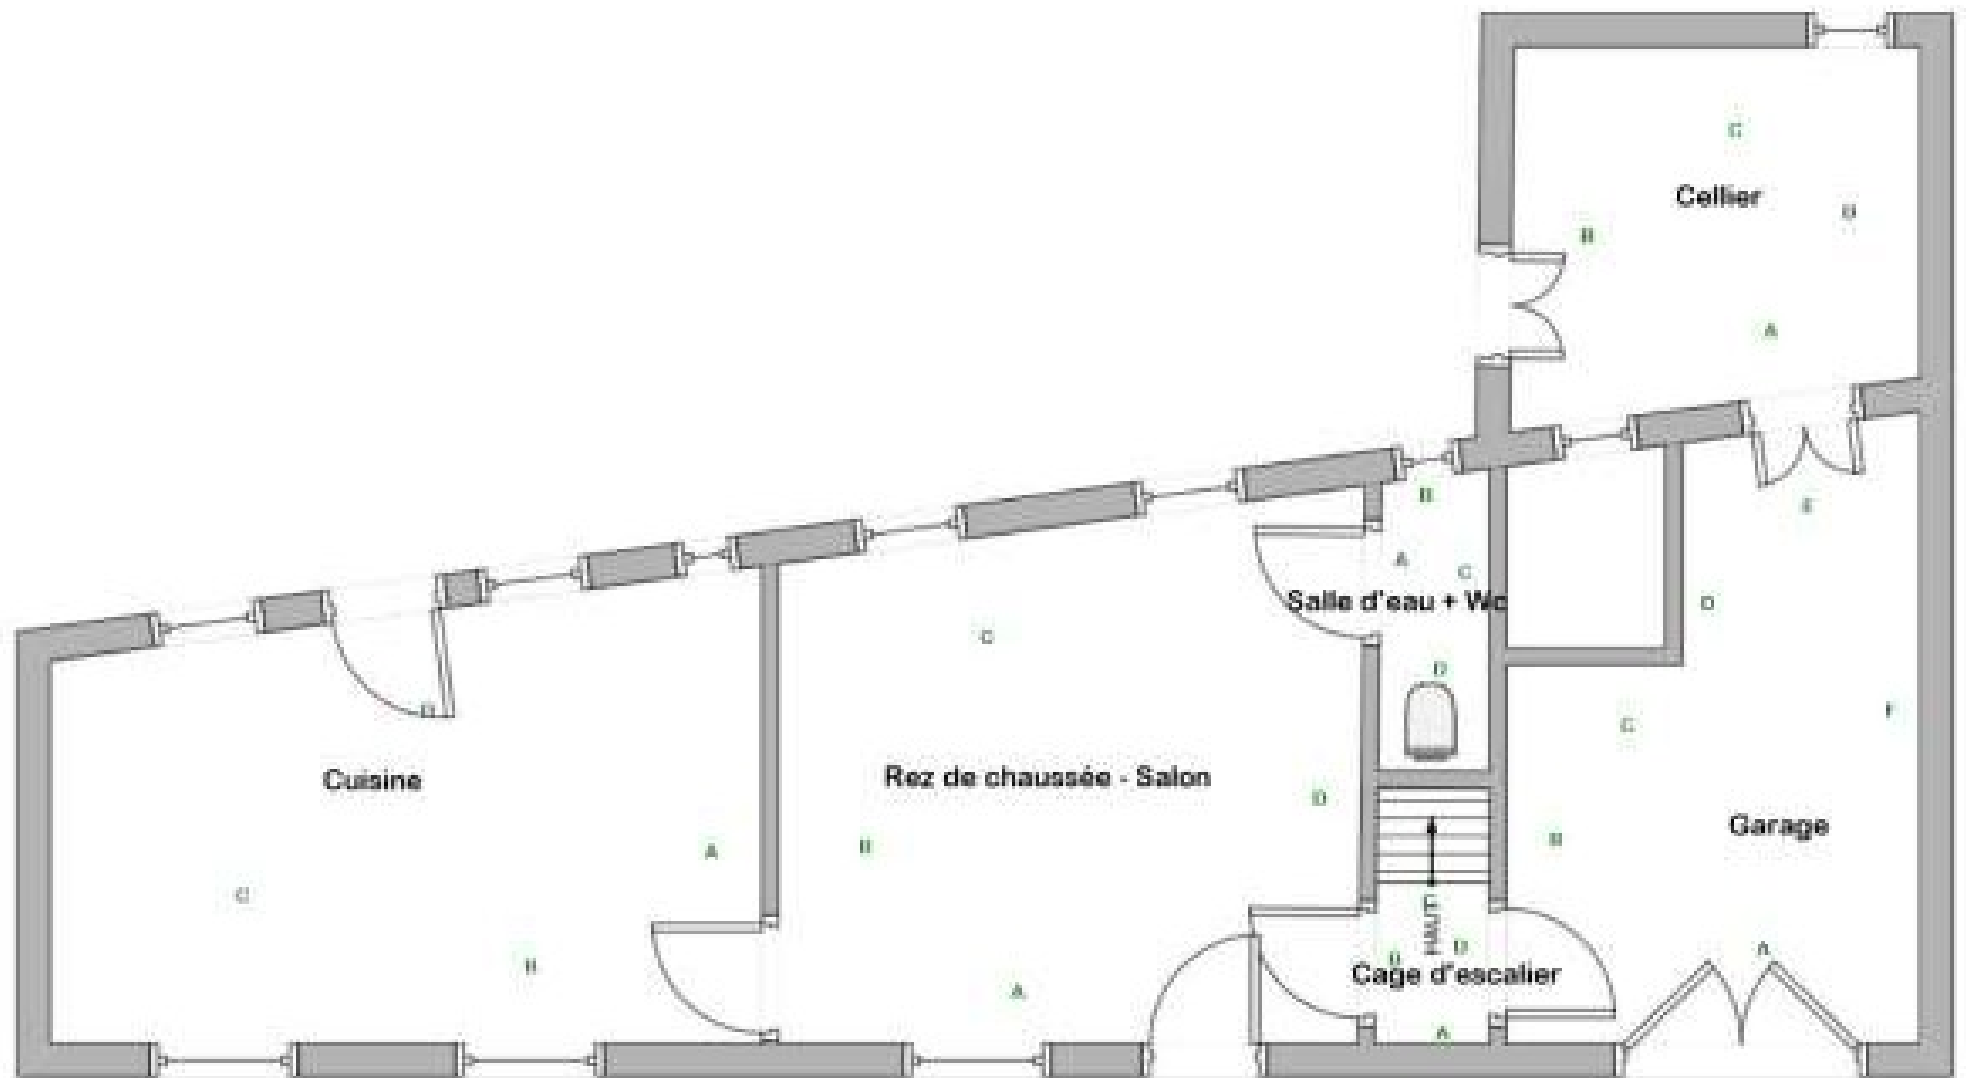 C
Cellier
D
B
A
B
E
A
C
Salle d'eau + Wc
D
C
D
D
C
F
Cuisine
Rez de chaussée - Salon
D
Garage
A
B
B
C
C
HAUT
B
D
A
B
Cage d'escalier
A
A